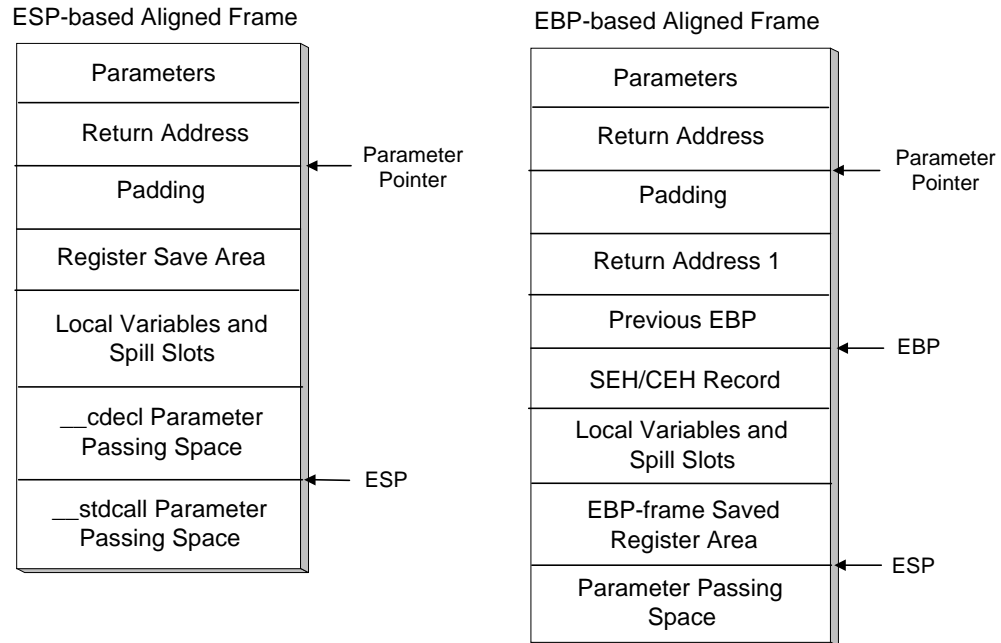 ESP-based Aligned Frame
Parameters
Return Address
Parameter
Pointer
Padding
Register Save Area
Local Variables and
Spill Slots
__cdecl Parameter
Passing Space
ESP
__stdcall Parameter
Passing Space
EBP-based Aligned Frame
Parameters
Return Address
Parameter
Pointer
Padding
Return Address 1
Previous EBP
EBP
SEH/CEH Record
Local Variables and
Spill Slots
EBP-frame Saved
Register Area
ESP
Parameter Passing
Space